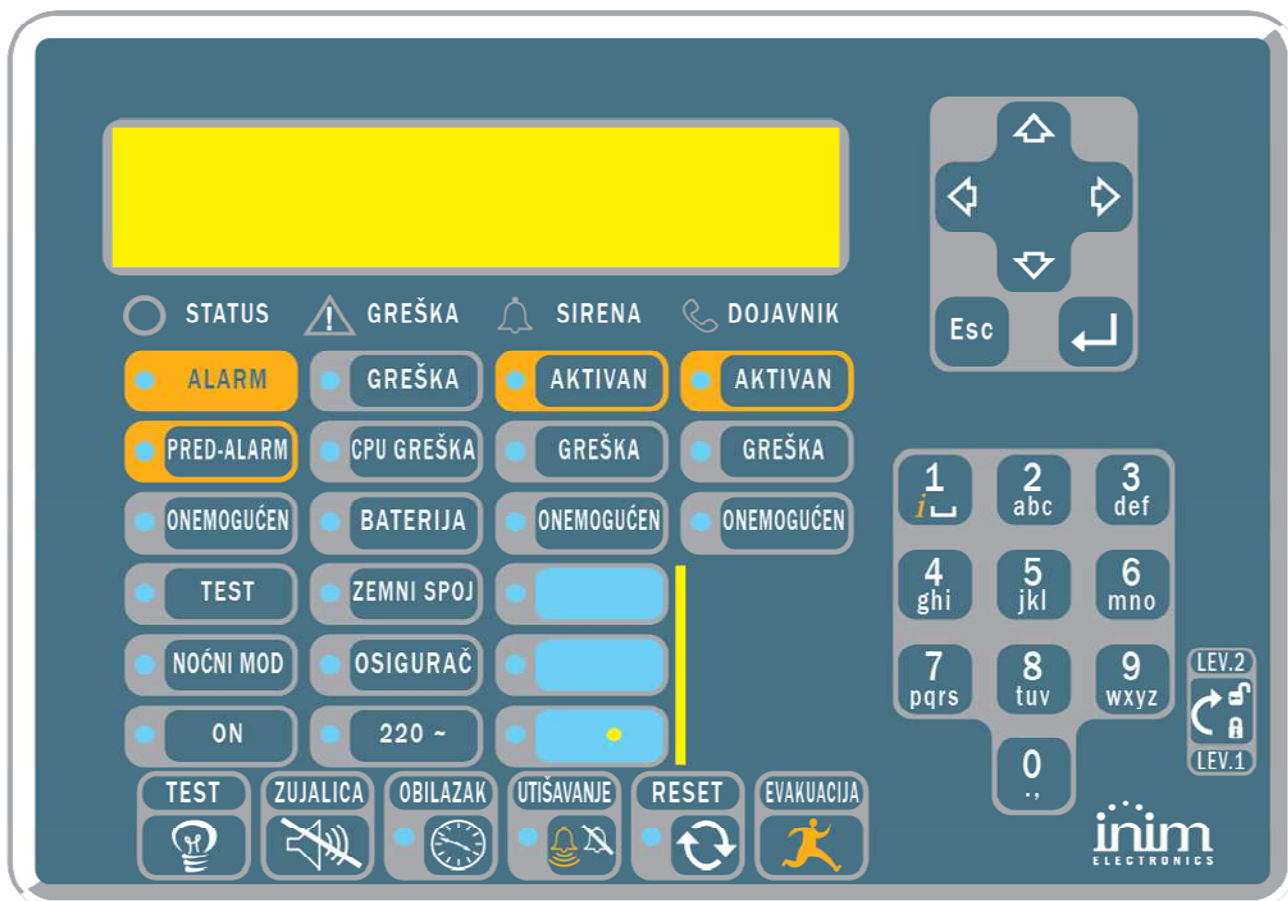 STATUS
GREŠKA
SIRENA
DOJAVNIK
ALARM
GREŠKA
AKTIVAN
AKTIVAN
PRED-ALARM
CPU GREŠKA
GREŠKA
GREŠKA
ONEMOGUĆEN
BATERIJA
ONEMOGUĆEN
ONEMOGUĆEN
TEST
ZEMNI SPOJ
NOĆNI MOD
OSIGURAČ
ON
220 ~
TEST
ZUJALICA
OBILAZAK
UTIŠAVANJE
RESET
EVAKUACIJA
Esc
1
i
2
abc
3
def
4
ghi
5
jkl
6
mno
7
pqrs
8
tuv
9
wxyz
0
.,
LEV.2
LEV.1
inim
ELECTRONICS